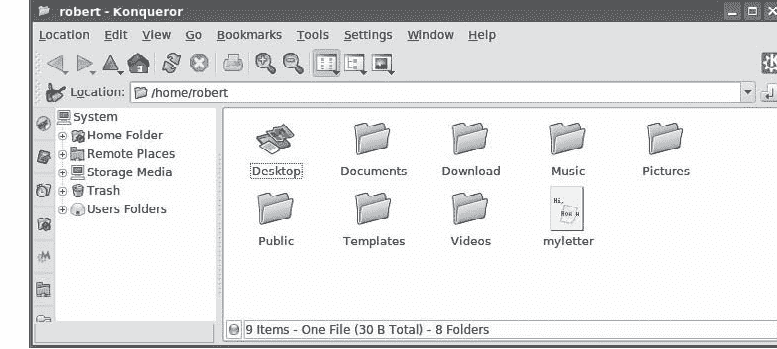 robert - Konqueror
Location Edit View Go Bookmarks Tools Settings Window Help
Location: /home/robert
System
Home Folder
Remote Places
Storage Media
Trash
Users Folders
Desktop Documents Download Music Pictures
Hi,
Public Templates Videos myletter
9 Items - One File (30 B Total) - 8 Folders